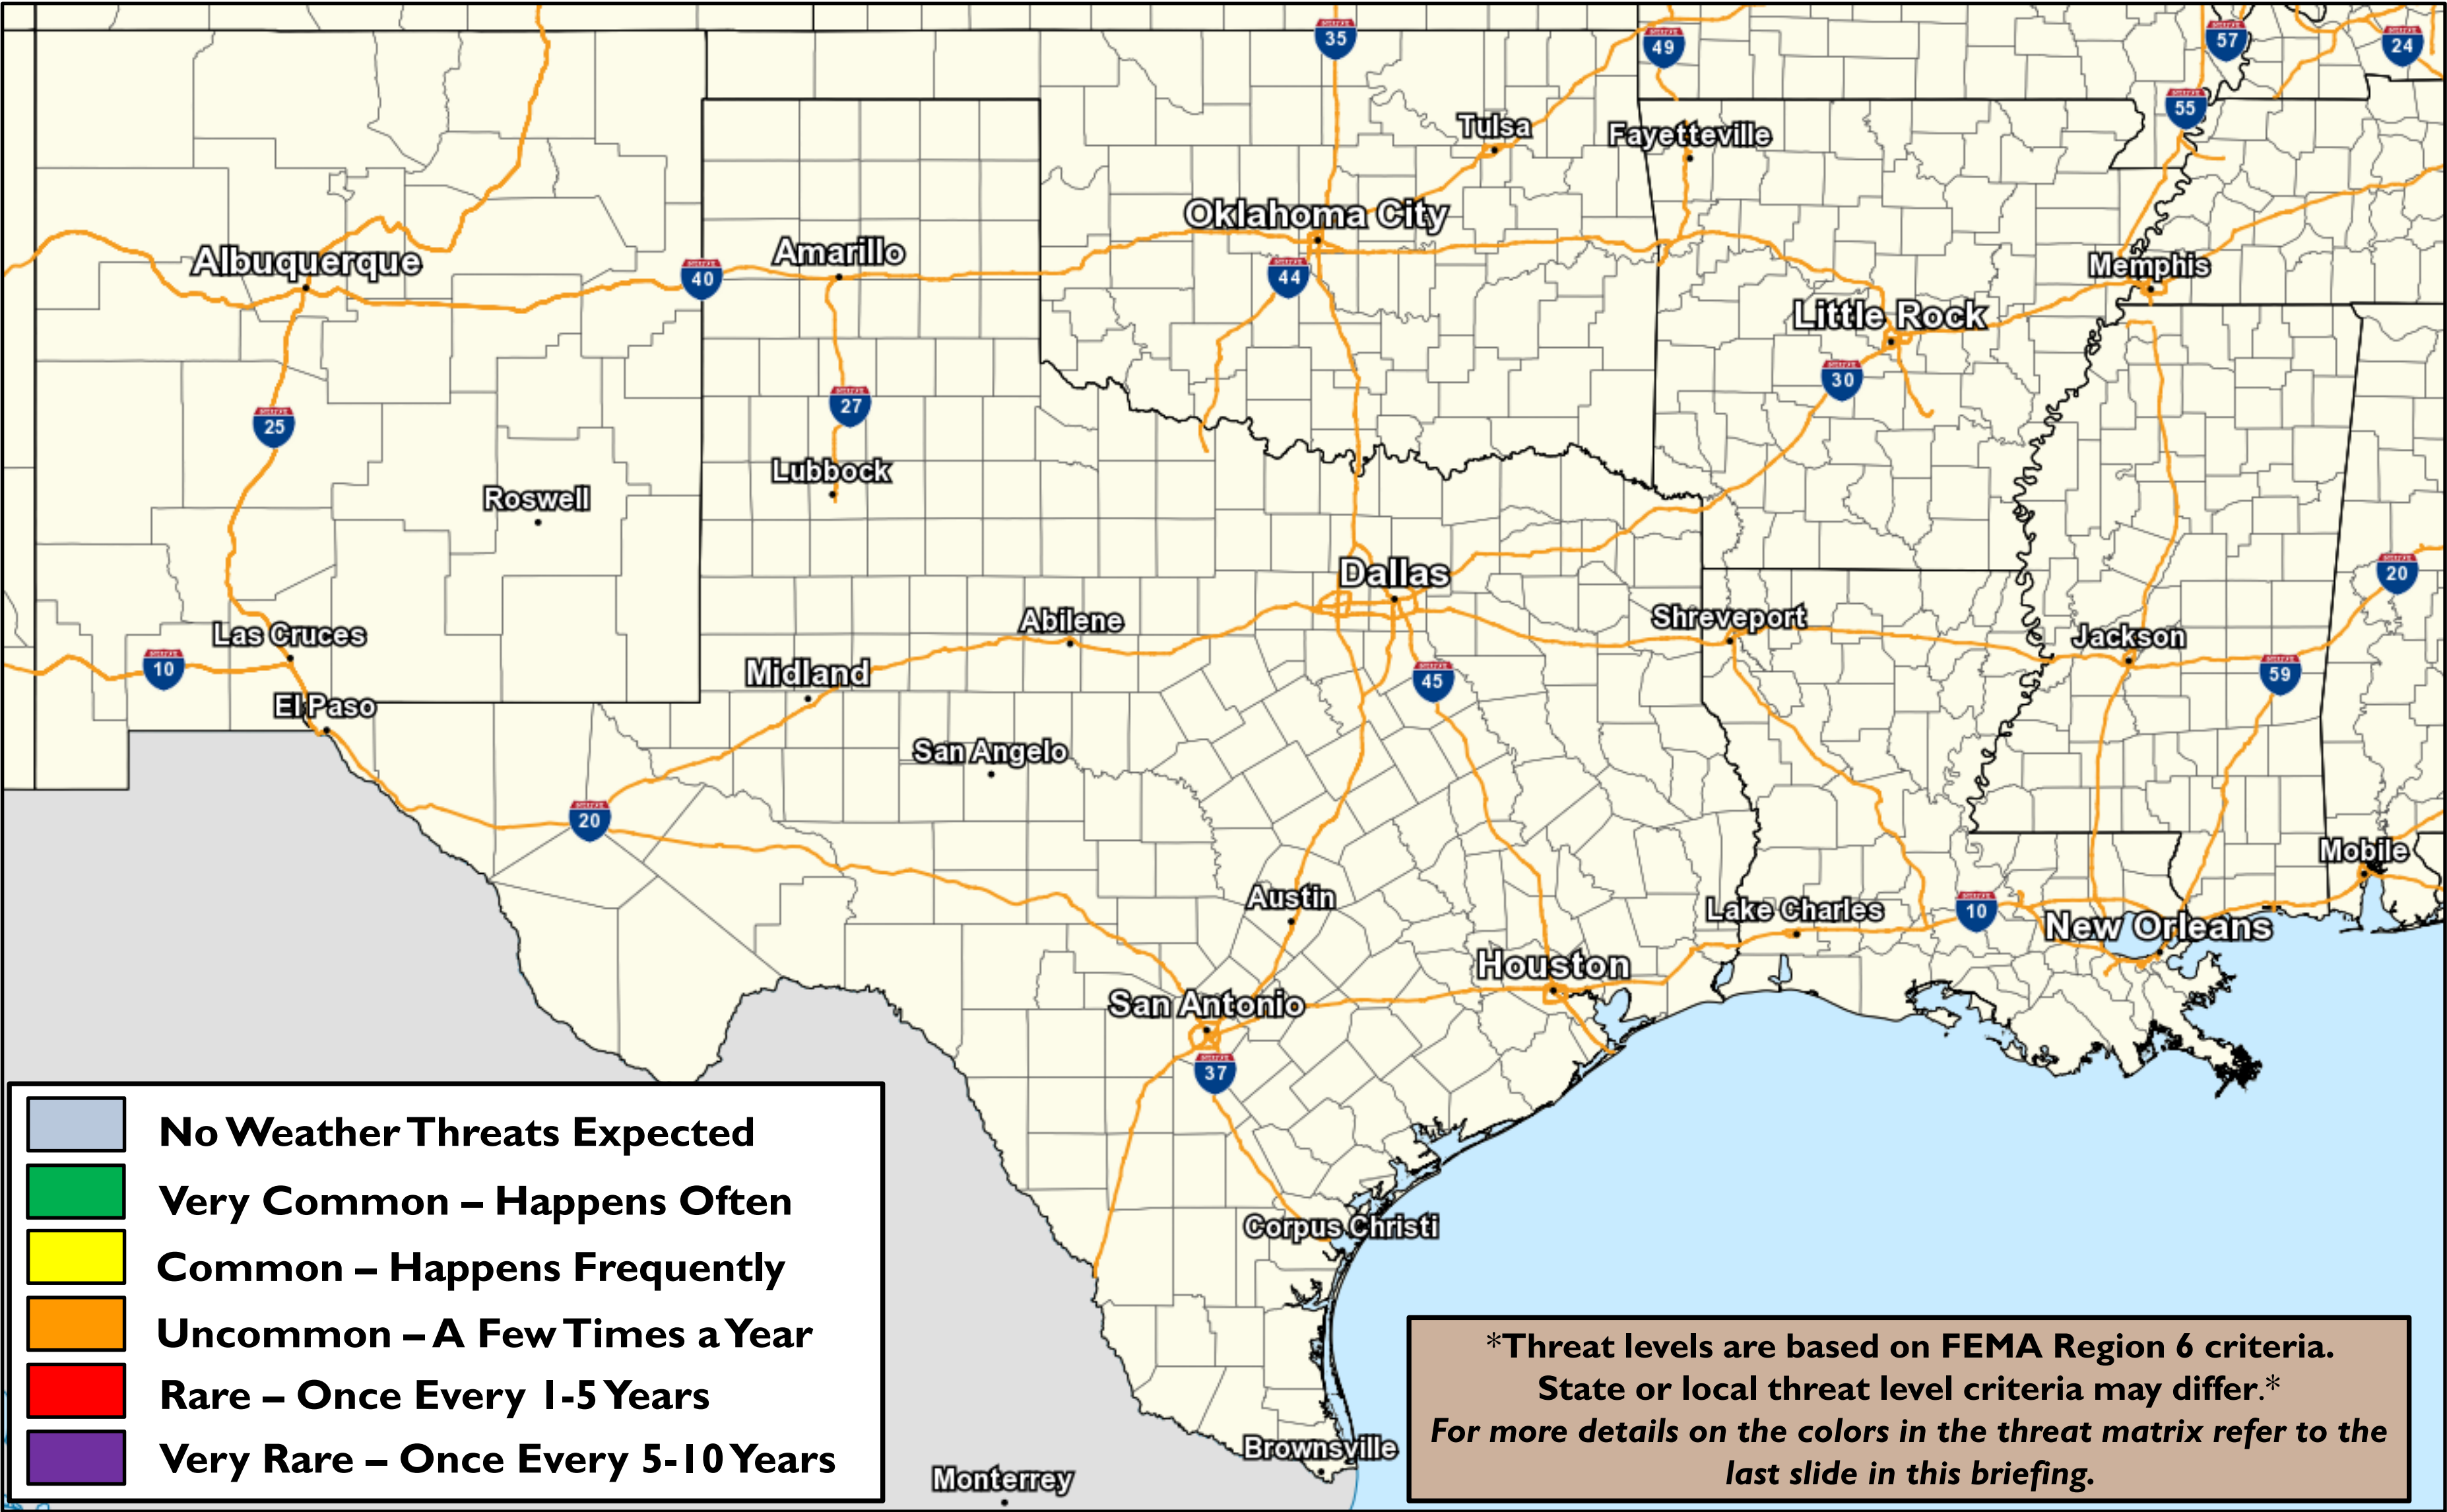 35
49
57
24
55
Tulsa
Fayetteville
Oklahoma City
Albuquerque
Amarillo
40
44
Memphis
Little Rock
30
27
25
Lubbock
Roswell
Dallas
20
Abilene
Shreveport
Las Cruces
Jackson
10
Midland
45
59
El Paso
San Angelo
20
Mobile
Austin
Lake Charles
10
New Orleans
Houston
San Antonio
37
Corpus Christi
Brownsville
Monterrey
No Weather Threats Expected
Very Common – Happens Often
Common – Happens Frequently
Uncommon – A Few Times a Year
Rare – Once Every 1-5 Years
Very Rare – Once Every 5-10 Years
*Threat levels are based on FEMA Region 6 criteria.
State or local threat level criteria may differ.*
For more details on the colors in the threat matrix refer to the
last slide in this briefing.